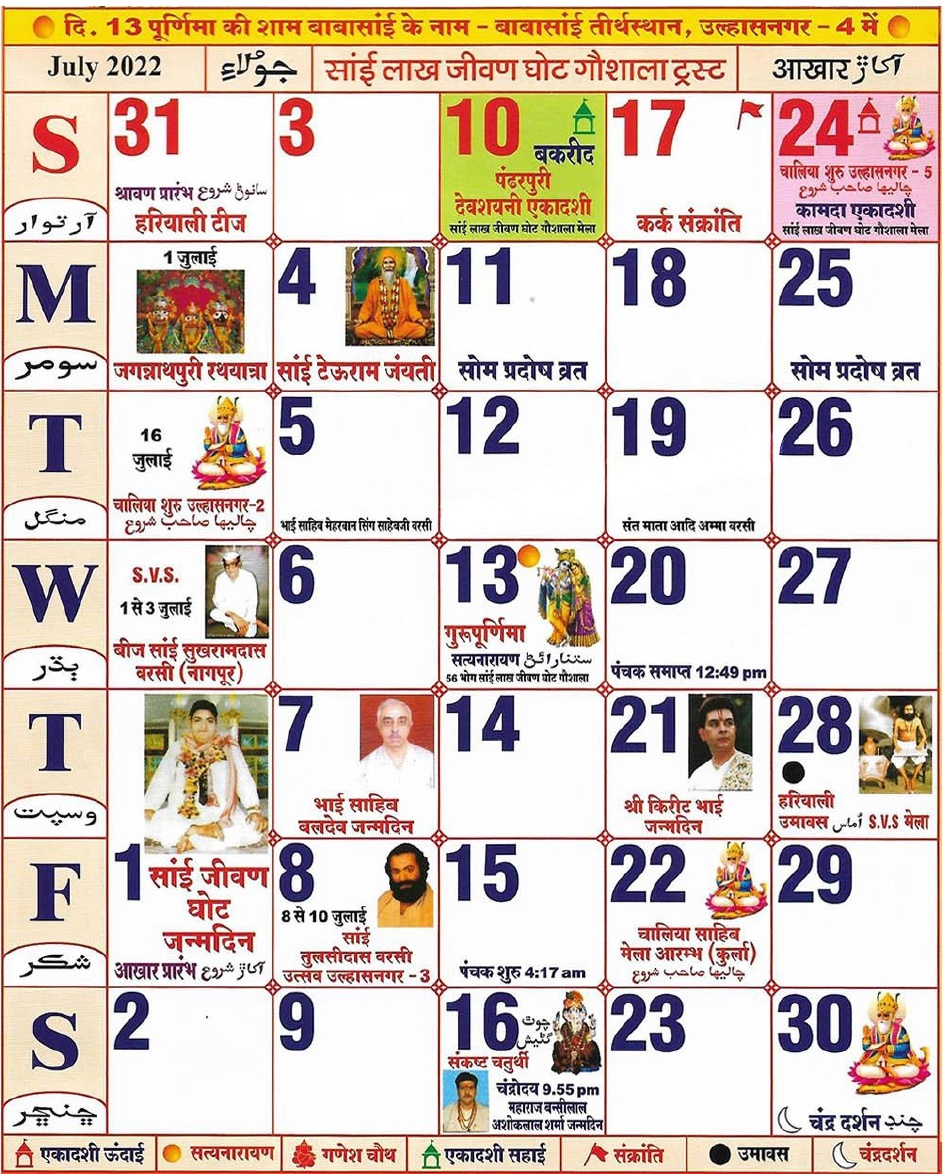 दि. 13 पूर्णिमा की शाम बाबासांई के नाम - बाबासांई तीर्थस्थान, उल्हासनगर - 4 में
July 2022
جولاءِ
सांई लाख जीवण घोट गौशाला ट्रस्ट
आखार آکاڙ
S
آرتوار
31
श्रावण प्रारंभ سانوڻ شروع
हरियाली टीज
3
10
बकरीद
पंढरपुरी
देवशयनी एकादशी
सांई लाख जीवण घोट गौशाला मेला
17
कर्क संक्रांति
24
चालिया शुरु उल्हासनगर - 5
چاليها صاحب شروع
कामदा एकादशी
सांई लाख जीवण घोट गौशाला मेला
M
سومر
1 जुलाई
जगन्नाथपुरी रथयात्रा
4
सांई टेऊराम जंयती
11
सोम प्रदोष व्रत
18
25
सोम प्रदोष व्रत
T
منگل
16
जुलाई
चालिया शुरु उल्हासनगर-2
چاليها صاحب شروع
5
भाई साहिब मेहरवान सिंग साहेबजी वरसी
12
19
संत माता आदि अम्मा वरसी
26
W
ٻڌر
S.V.S.
1 से 3 जुलाई
बीज सांई सुखरामदास
वरसी (नागपूर)
6
13
गुरूपूर्णिमा
सत्यनारायण ستنارائڻ
56 भोग सांई लाख जीवण घोट गौशाला
20
पंचक समाप्त 12:49 pm
27
T
وسپت
7
भाई साहिब
बलदेव जन्मदिन
14
21
श्री किरीट भाई
जन्मदिन
28
हरियाली
उमावस اُماس S.V.S मेला
F
شڪر
1
सांई जीवण
घोट
जन्मदिन
आखार प्रारंभ آکاڙ شروع
8
8 से 10 जुलाई
सांई
तुलसीदास वरसी
उत्सव उल्हासनगर - 3
15
पंचक शुरु 4:17 am
22
चालिया साहिब
मेला आरम्भ (कुर्ला)
چاليها صاحب شروع
29
S
ڇنڇر
2
9
16
چوٿ
گڻيش
संकष्ट चतुर्थी
चंद्रोदय 9.55 pm
महाराज बन्सीलाल
अशोकलाल शर्मा जन्मदिन
23
30
चंद्र दर्शन چنڊ
एकादशी ऊंदाई
सत्यनारायण
गणेश चौथ
एकादशी सहाई
संक्रांति
उमावस
चंद्रदर्शन